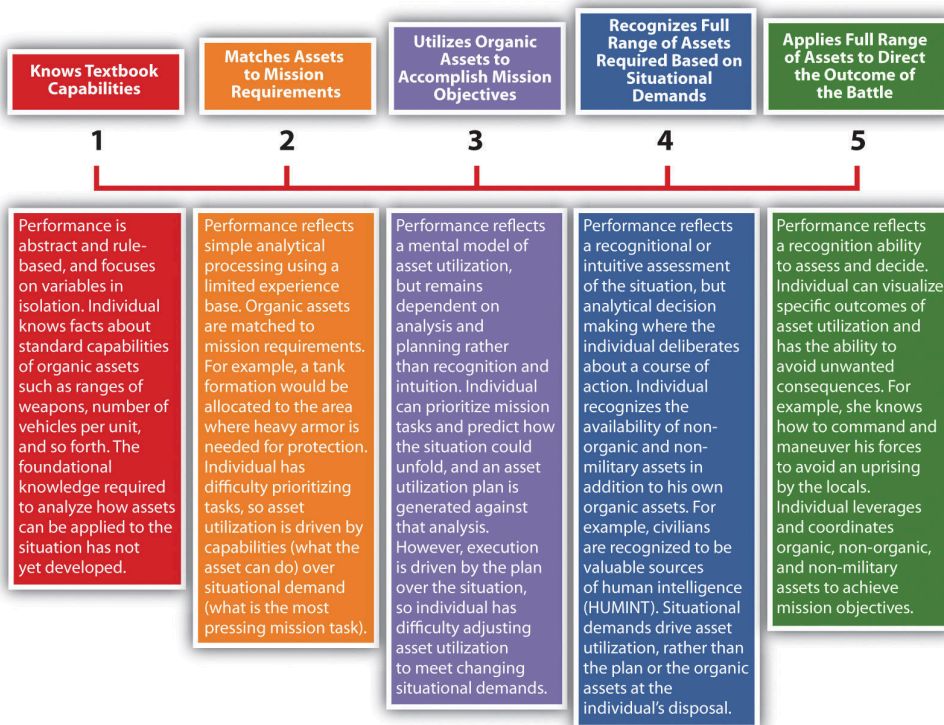 Knows Textbook
Capabilities
Matches Assets
to Mission
Requirements
Utilizes Organic
Assets to
Accomplish Mission
Objectives
Recognizes Full
Range of Assets
Required Based on
Situational
Demands
Applies Full Range
of Assets to Direct
the Outcome of
the Battle
1
2
3
4
5
Performance is
abstract and rule-
based, and focuses
on variables in
isolation. Individual
knows facts about
standard capabilities
of organic assets
such as ranges of
weapons, number of
vehicles per unit,
and so forth. The
foundational
knowledge required
to analyze how assets
can be applied to the
situation has not
yet developed.
Performance reflects
simple analytical
processing using a
limited experience
base. Organic assets
are matched to
mission requirements.
For example, a tank
formation would be
allocated to the area
where heavy armor is
needed for protection.
Individual has
difficulty prioritizing
tasks, so asset
utilization is driven by
capabilities (what the
asset can do) over
situational demand
(what is the most
pressing mission task).
Performance reflects
a mental model of
asset utilization,
but remains
dependent on
analysis and
planning rather
than recognition and
intuition. Individual
can prioritize mission
tasks and predict how
the situation could
unfold, and an asset
utilization plan is
generated against
that analysis.
However, execution
is driven by the plan
over the situation,
so individual has
difficulty adjusting
asset utilization
to meet changing
situational demands.
Performance reflects
a recognitional or
intuitive assessment
of the situation, but
analytical decision
making where the
individual deliberates
about a course of
action. Individual
recognizes the
availability of non-
organic and non-
military assets in
addition to his own
organic assets. For
example, civilians
are recognized to be
valuable sources
of human intelligence
(HUMINT). Situational
demands drive asset
utilization, rather than
the plan or the organic
assets at the
individual's disposal.
Performance reflects
a recognition ability
to assess and decide.
Individual can visualize
specific outcomes of
asset utilization and
has the ability to
avoid unwanted
consequences. For
example, she knows
how to command and
maneuver his forces
to avoid an uprising
by the locals.
Individual leverages
and coordinates
organic, non-organic,
and non-military
assets to achieve
mission objectives.